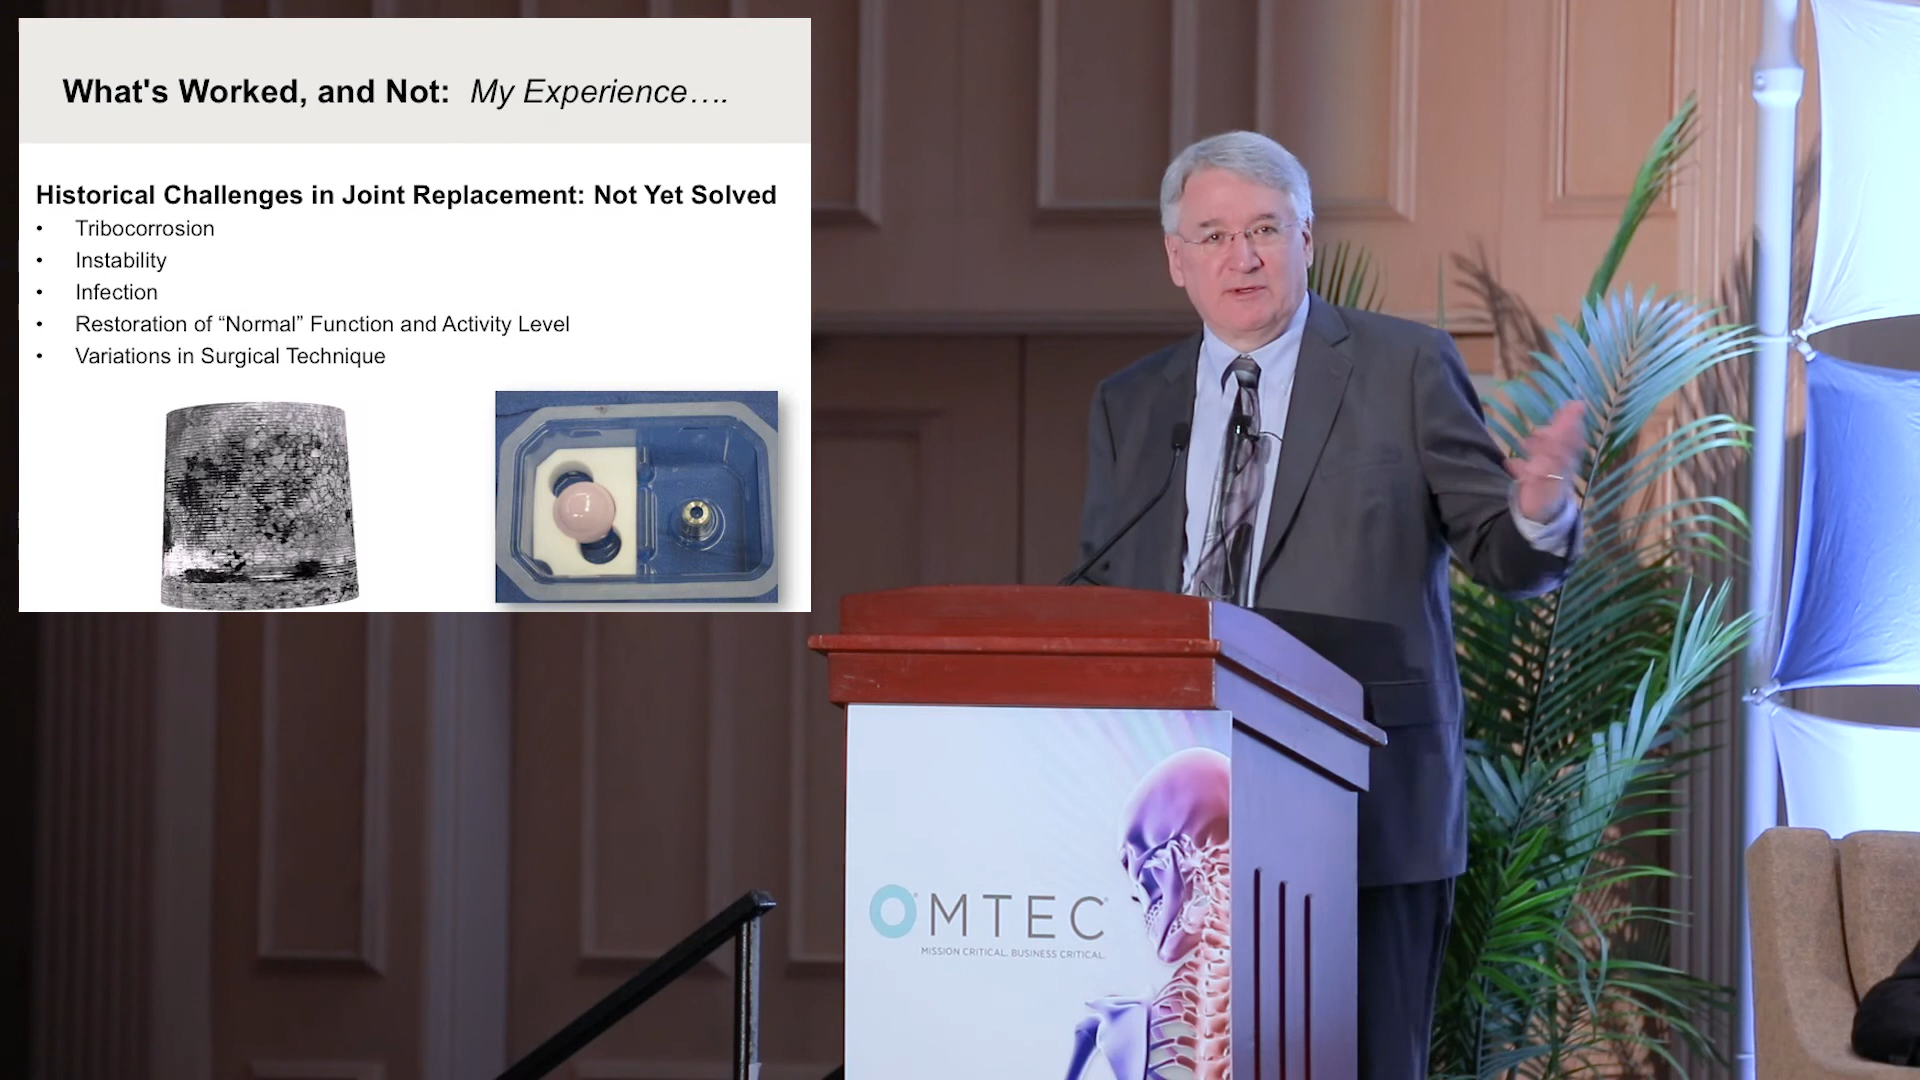 What's Worked, and Not: My Experience….
Historical Challenges in Joint Replacement: Not Yet Solved
• Tribocorrosion
• Instability
• Infection
• Restoration of “Normal” Function and Activity Level
• Variations in Surgical Technique
OMTEC
MISSION CRITICAL. BUSINESS CRITICAL.